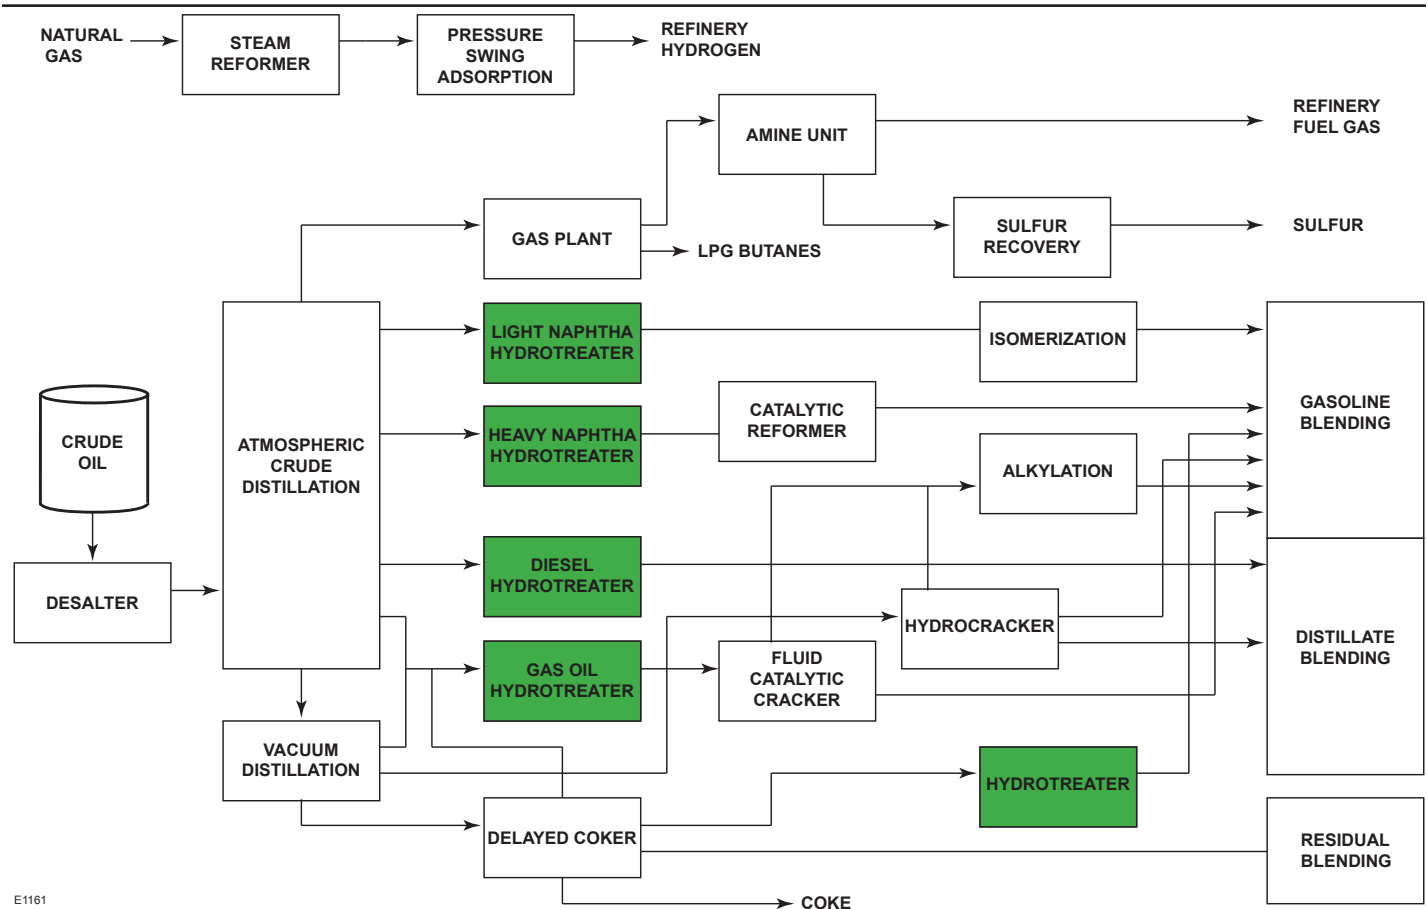 NATURAL
GAS
STEAM
REFORMER
PRESSURE
SWING
ADSORPTION
REFINERY
HYDROGEN
AMINE UNIT
REFINERY
FUEL GAS
GAS PLANT
LPG BUTANES
SULFUR
RECOVERY
SULFUR
LIGHT NAPHTHA
HYDROTREATER
ISOMERIZATION
CRUDE
OIL
ATMOSPHERIC
CRUDE
DISTILLATION
HEAVY NAPHTHA
HYDROTREATER
CATALYTIC
REFORMER
ALKYLATION
GASOLINE
BLENDING
DESALTER
DIESEL
HYDROTREATER
HYDROCRACKER
DISTILLATE
BLENDING
GAS OIL
HYDROTREATER
FLUID
CATALYTIC
CRACKER
VACUUM
DISTILLATION
HYDROTREATER
DELAYED COKER
RESIDUAL
BLENDING
COKE
E1161